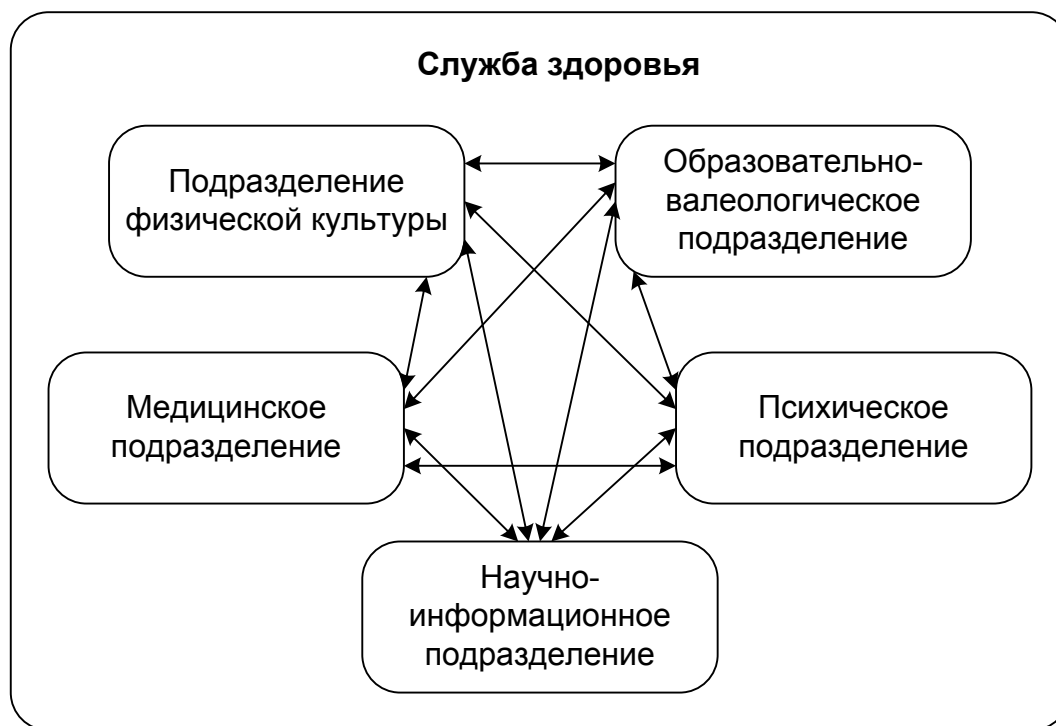 Служба здоровья
Подразделение
физической культуры
Образовательно-
валеологическое
подразделение
Медицинское
подразделение
Психическое
подразделение
Научно-
информационное
подразделение